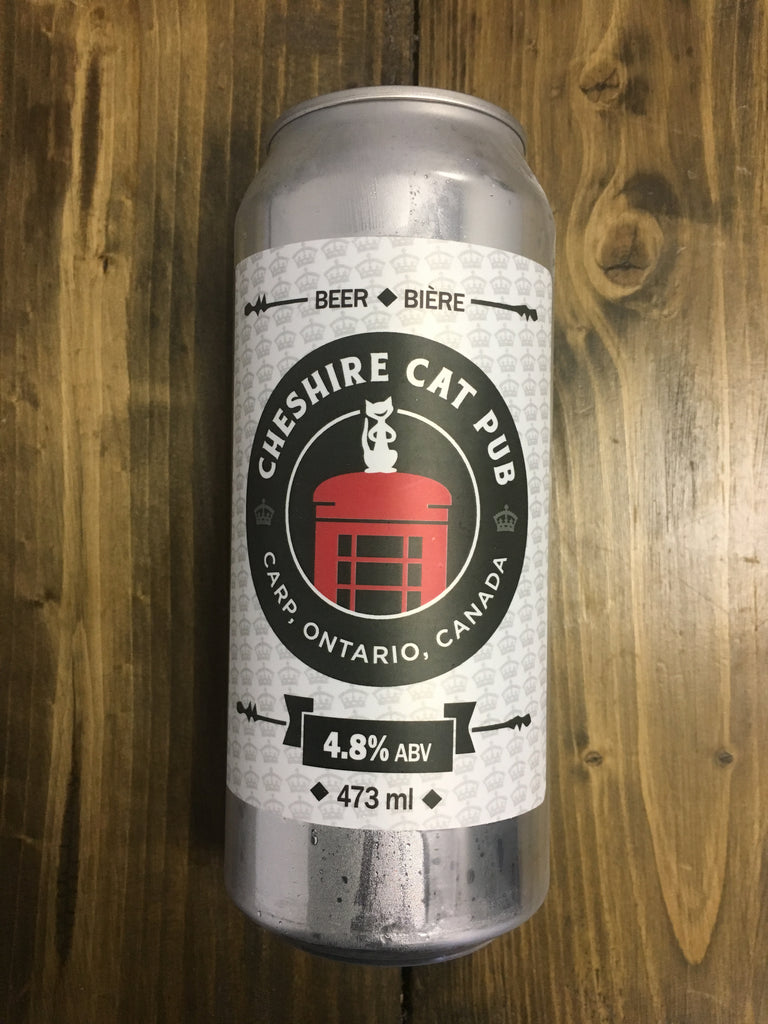 BEER ◆ BIÈRE
CHESHIRE CAT PUB
CARP, ONTARIO, CANADA
4.8% ABV
◆ 473 ml ◆